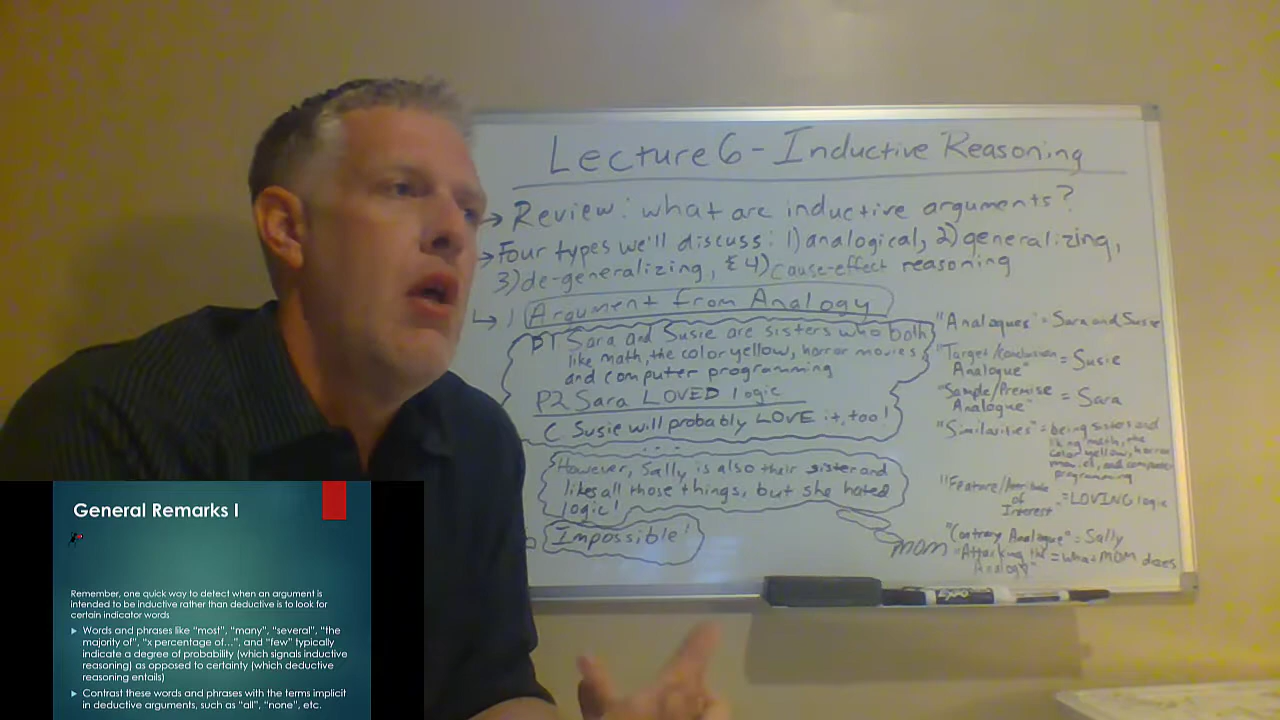 Lecture 6 - Inductive Reasoning
→ Review: what are inductive arguments?
→ Four types we'll discuss: 1) analogical, 2) generalizing,
3) de-generalizing, & 4) cause-effect reasoning
↳ 1 Argument from Analogy
P1 Sara and Susie are sisters who both
like math, the color yellow, horror movies
and computer programming
P2 Sara LOVED logic
C Susie will probably LOVE it, too!
...
However, Sally is also their sister and
likes all those things, but she hated
logic!
Impossible!
MOM
"Analogues" = Sara and Susie
"Target/Conclusion
Analogue" = Susie
"Sample/Premise
Analogue" = Sara
"Similarities" = being sisters and
liking math, the
color yellow, horror
and computer
programming
"Feature/Attribute
of
Interest" = LOVING logic
"Contrary Analogue" = Sally
"Attacking the
Analogy" = what MOM does
EXPO
General Remarks I
Remember, one quick way to detect when an argument is
intended to be inductive rather than deductive is to look for
certain indicator words
Words and phrases like "most", "many", "several", "the
majority of", "x percentage of…", and "few" typically
indicate a degree of probability (which signals inductive
reasoning) as opposed to certainty (which deductive
reasoning entails)
Contrast these words and phrases with the terms implicit
in deductive arguments, such as "all", "none", etc.